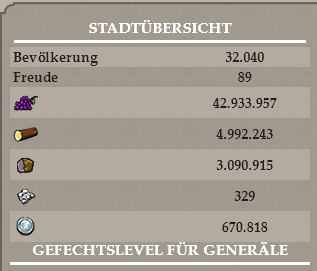 STADTÜBERSICHT
Bevölkerung 32.040
Freude 89
42.933.957
4.992.243
3.090.915
329
670.818
GEFECHTSLEVEL FÜR GENERÄLE